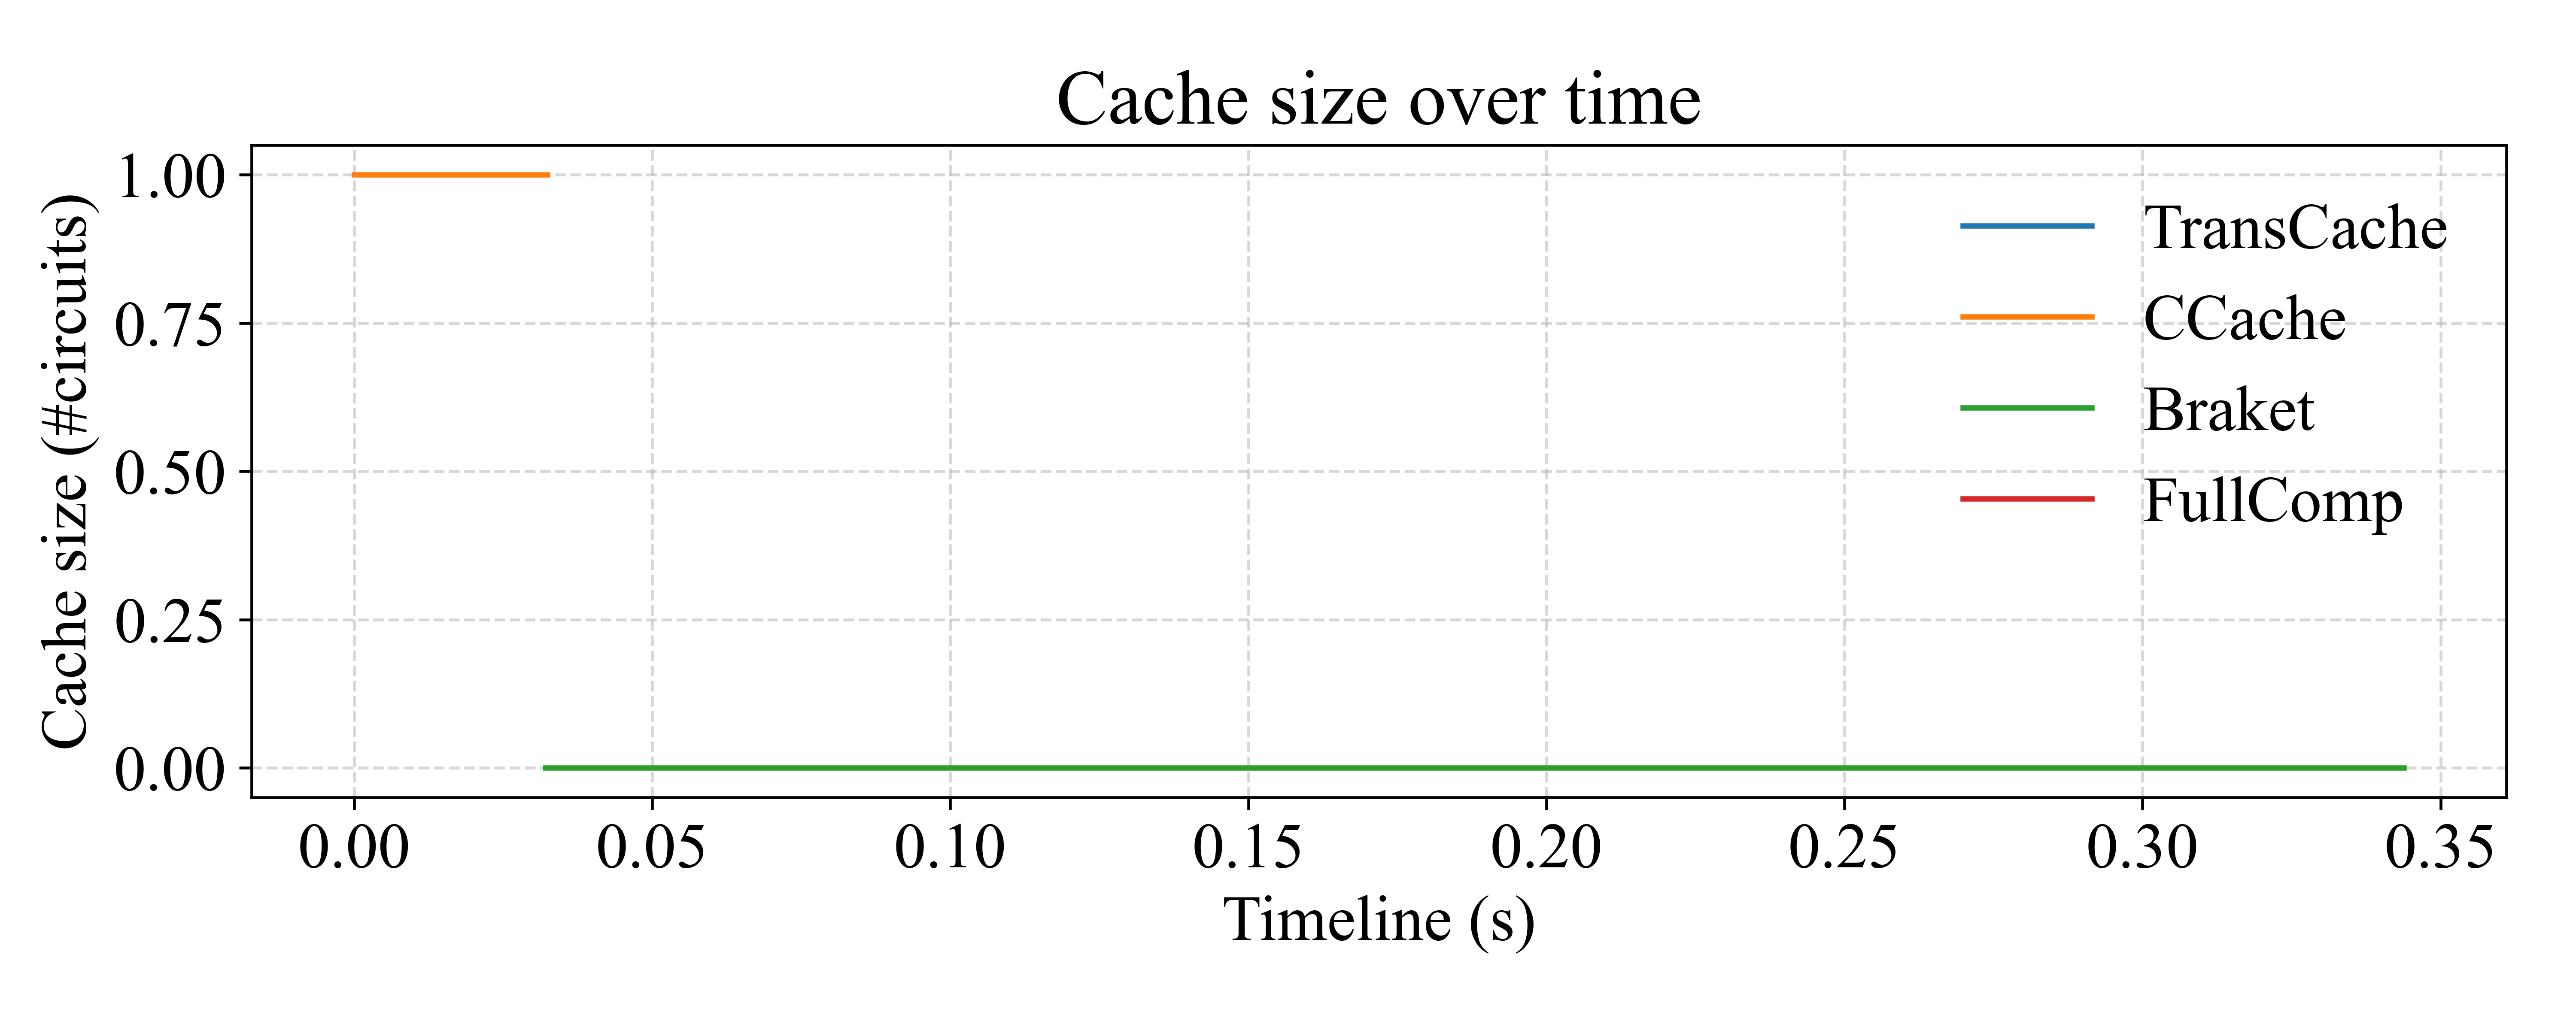 Cache size over time
Cache size (#circuits)
1.00
0.75
0.50
0.25
0.00
TransCache
CCache
Braket
FullComp
0.00 0.05 0.10 0.15 0.20 0.25 0.30 0.35
Timeline (s)